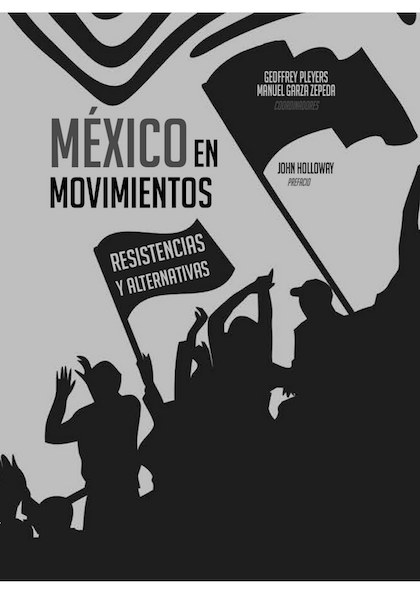 GEOFFREY PLEYERS
MANUEL GARZA ZEPEDA
COORDINADORES
MÉXICO EN
MOVIMIENTOS
JOHN HOLLOWAY
PREFACIO
RESISTENCIAS
Y ALTERNATIVAS